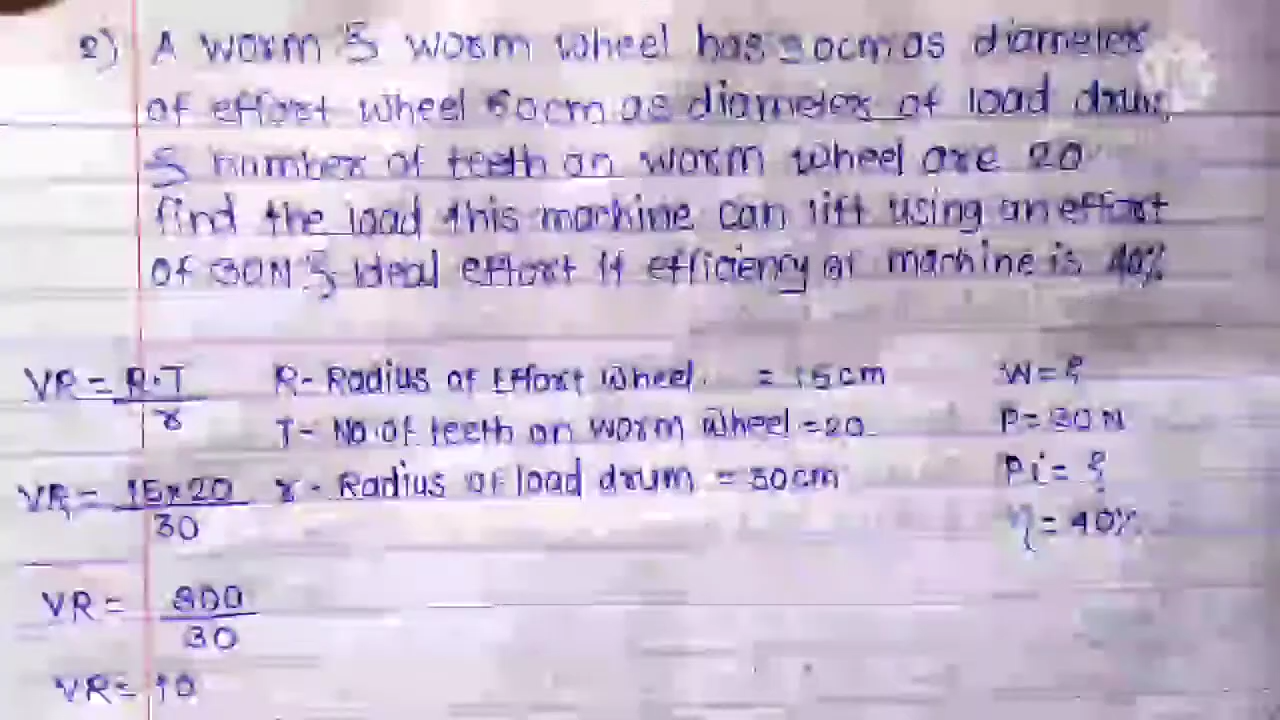 2) A worm & worm wheel has 30cm as diameter
of effort wheel 60cm as diameter of load drum,
& number of teeth on worm wheel are 20
find the load this machine can lift using an effort
of 30N & Ideal effort if efficiency of machine is 40%
VR = R.T / r R- Radius of Effort wheel. = 15cm W = ?
T- No. of teeth on worm wheel = 20 P = 30N
VR = 15x20 / 30 r - Radius of load drum = 30cm Pi = ?
η = 40%
VR = 300 / 30
VR = 10